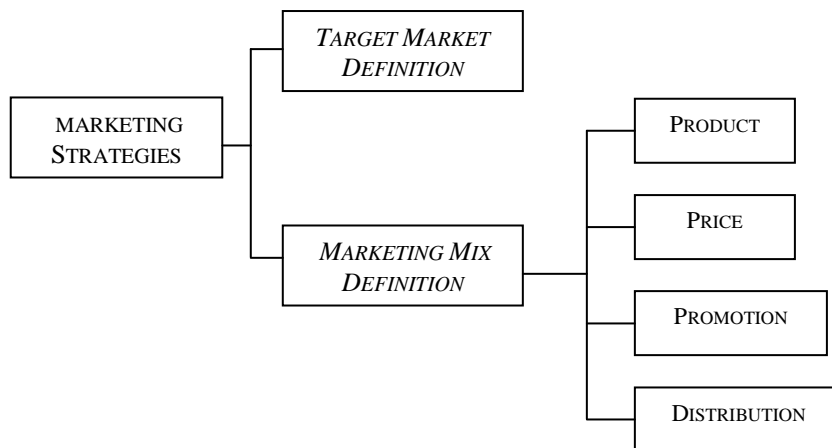 TARGET MARKET
DEFINITION
MARKETING
STRATEGIES
PRODUCT
MARKETING MIX
DEFINITION
PRICE
PROMOTION
DISTRIBUTION